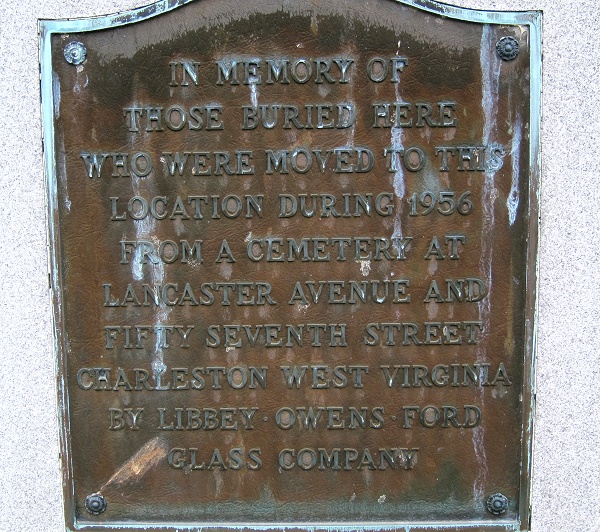 IN MEMORY OF
THOSE BURIED HERE
WHO WERE MOVED TO THIS
LOCATION DURING 1956
FROM A CEMETERY AT
LANCASTER AVENUE AND
FIFTY SEVENTH STREET
CHARLESTON WEST VIRGINIA
BY LIBBEY · OWENS · FORD
GLASS COMPANY